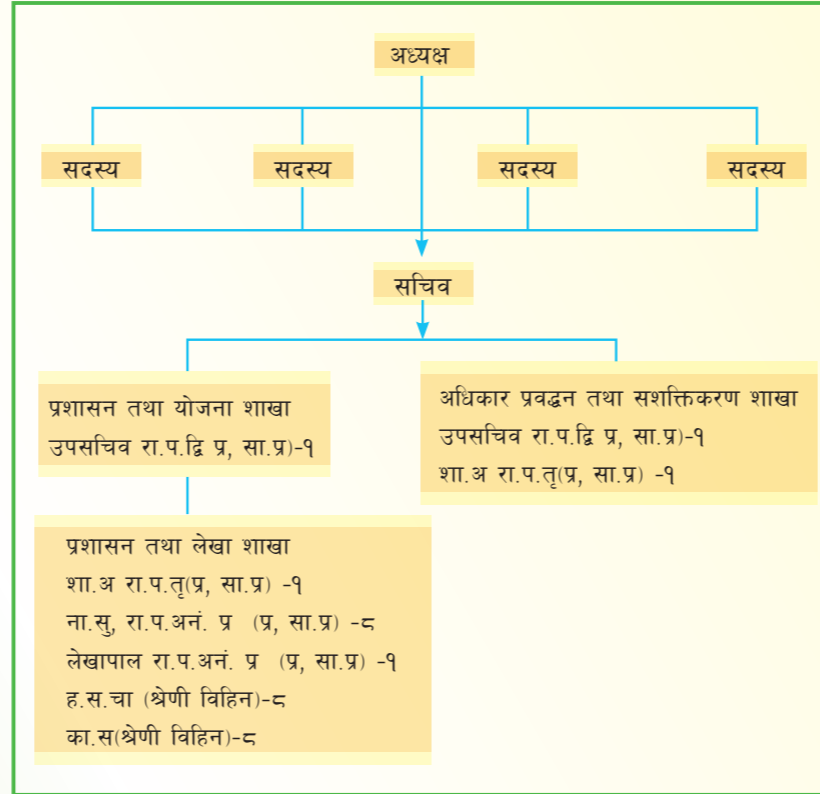 अध्यक्ष
सदस्य
सदस्य
सदस्य
सदस्य
सचिव
प्रशासन तथा योजना शाखा
उपसचिव रा.प.द्वि प्र, सा.प्र)-१
अधिकार प्रवद्धन तथा सशक्तिकरण शाखा
उपसचिव रा.प.द्वि प्र, सा.प्र)-१
शा.अ रा.प.तृ(प्र, सा.प्र) -१
प्रशासन तथा लेखा शाखा
शा.अ रा.प.तृ(प्र, सा.प्र) -१
ना.सु, रा.प.अनं. प्र (प्र, सा.प्र) -८
लेखापाल रा.प.अनं. प्र (प्र, सा.प्र) -१
ह.स.चा (श्रेणी विहिन)-८
का.स(श्रेणी विहिन)-८